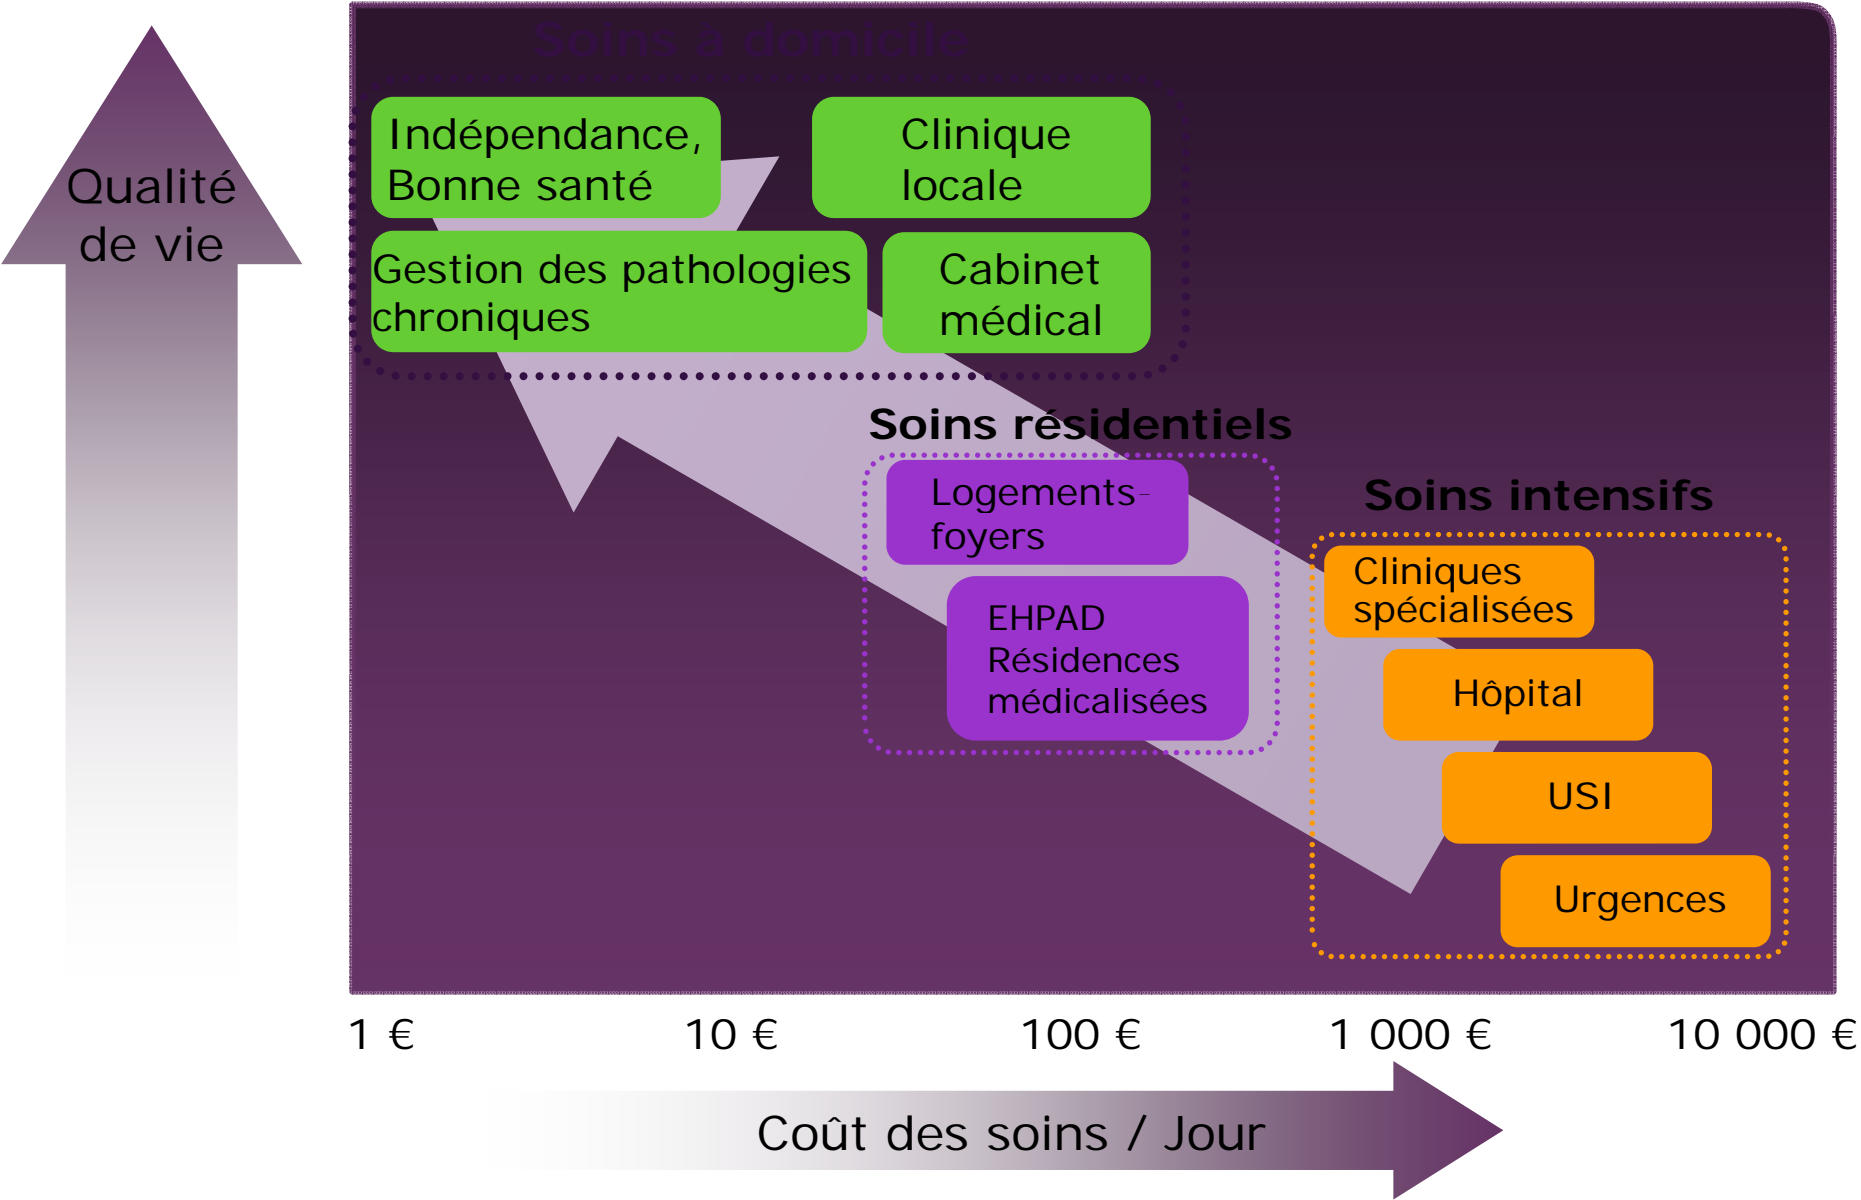 Soins à domicile
Qualité
de vie
Indépendance,
Bonne santé
Clinique
locale
Gestion des pathologies
chroniques
Cabinet
médical
Soins résidentiels
Logements-
foyers
EHPAD
Résidences
médicalisées
Soins intensifs
Cliniques
spécialisées
Hôpital
USI
Urgences
1 €
10 €
100 €
1 000 €
10 000 €
Coût des soins / Jour